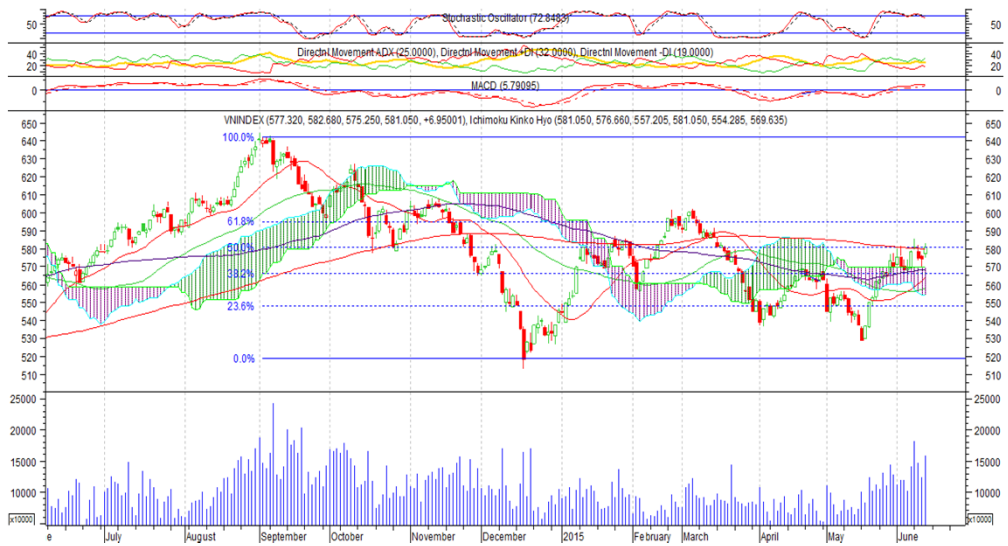 Stochastic Oscillator (72.8483)
50 50
Directnl Movement ADX (25.0000), Directnl Movement +DI (32.0000), Directnl Movement -DI (19.0000)
40 40
20 20
MACD (5.79095)
0 0
VNINDEX (577.320, 582.680, 575.250, 581.050, +6.95001), Ichimoku Kinko Hyo (581.050, 576.660, 557.205, 581.050, 554.285, 569.635)
650 650
640 100.0% 640
630 630
620 620
610 610
600 600
590 61.8% 590
580 50.0% 580
570 38.2% 570
560 560
550 23.6% 550
540 540
530 530
520 0.0% 520
510 510
25000 25000
20000 20000
15000 15000
10000 10000
x10000 x10000
e July August September October November December 2015 February March April May June